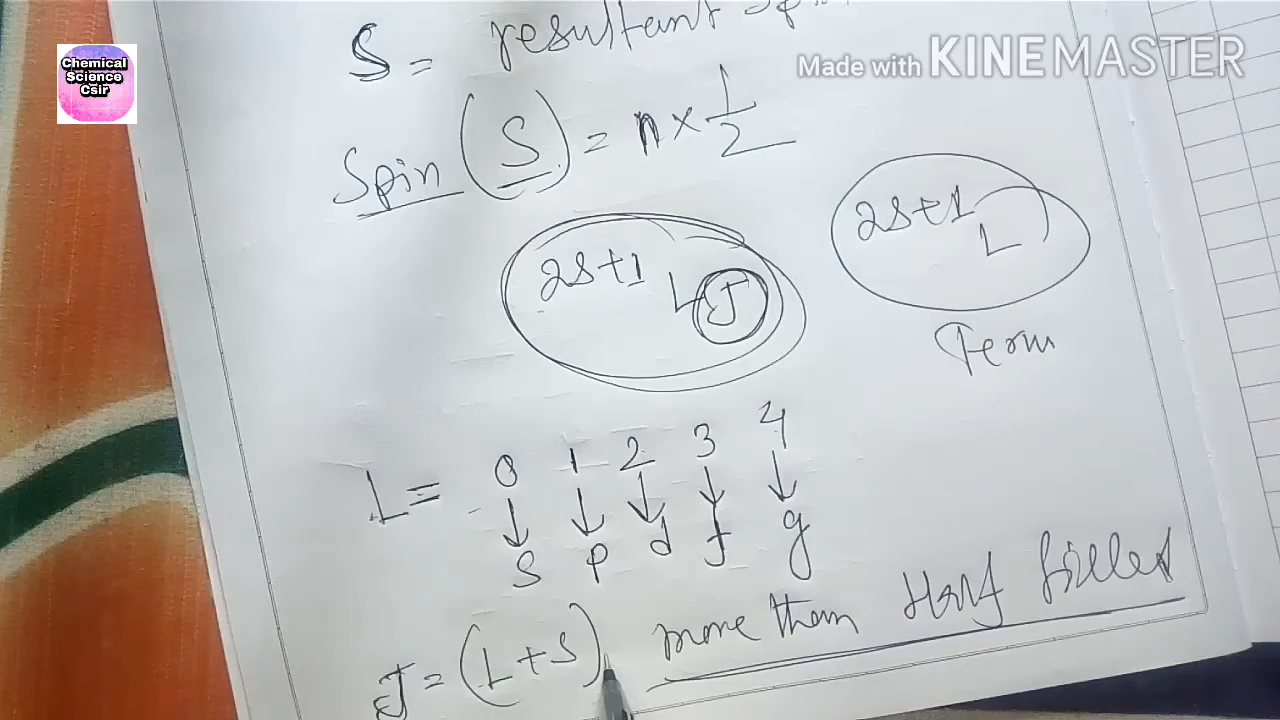 Chemical
Science
Csir
Made with KINEMASTER
S = resultant
Spin (S) = n × 1/2
2S+1 L J
2S+1 L
Term
L = 0 1 2 3 4
↓ ↓ ↓ ↓ ↓
s p d f g
J = (L+S) more them Half filled